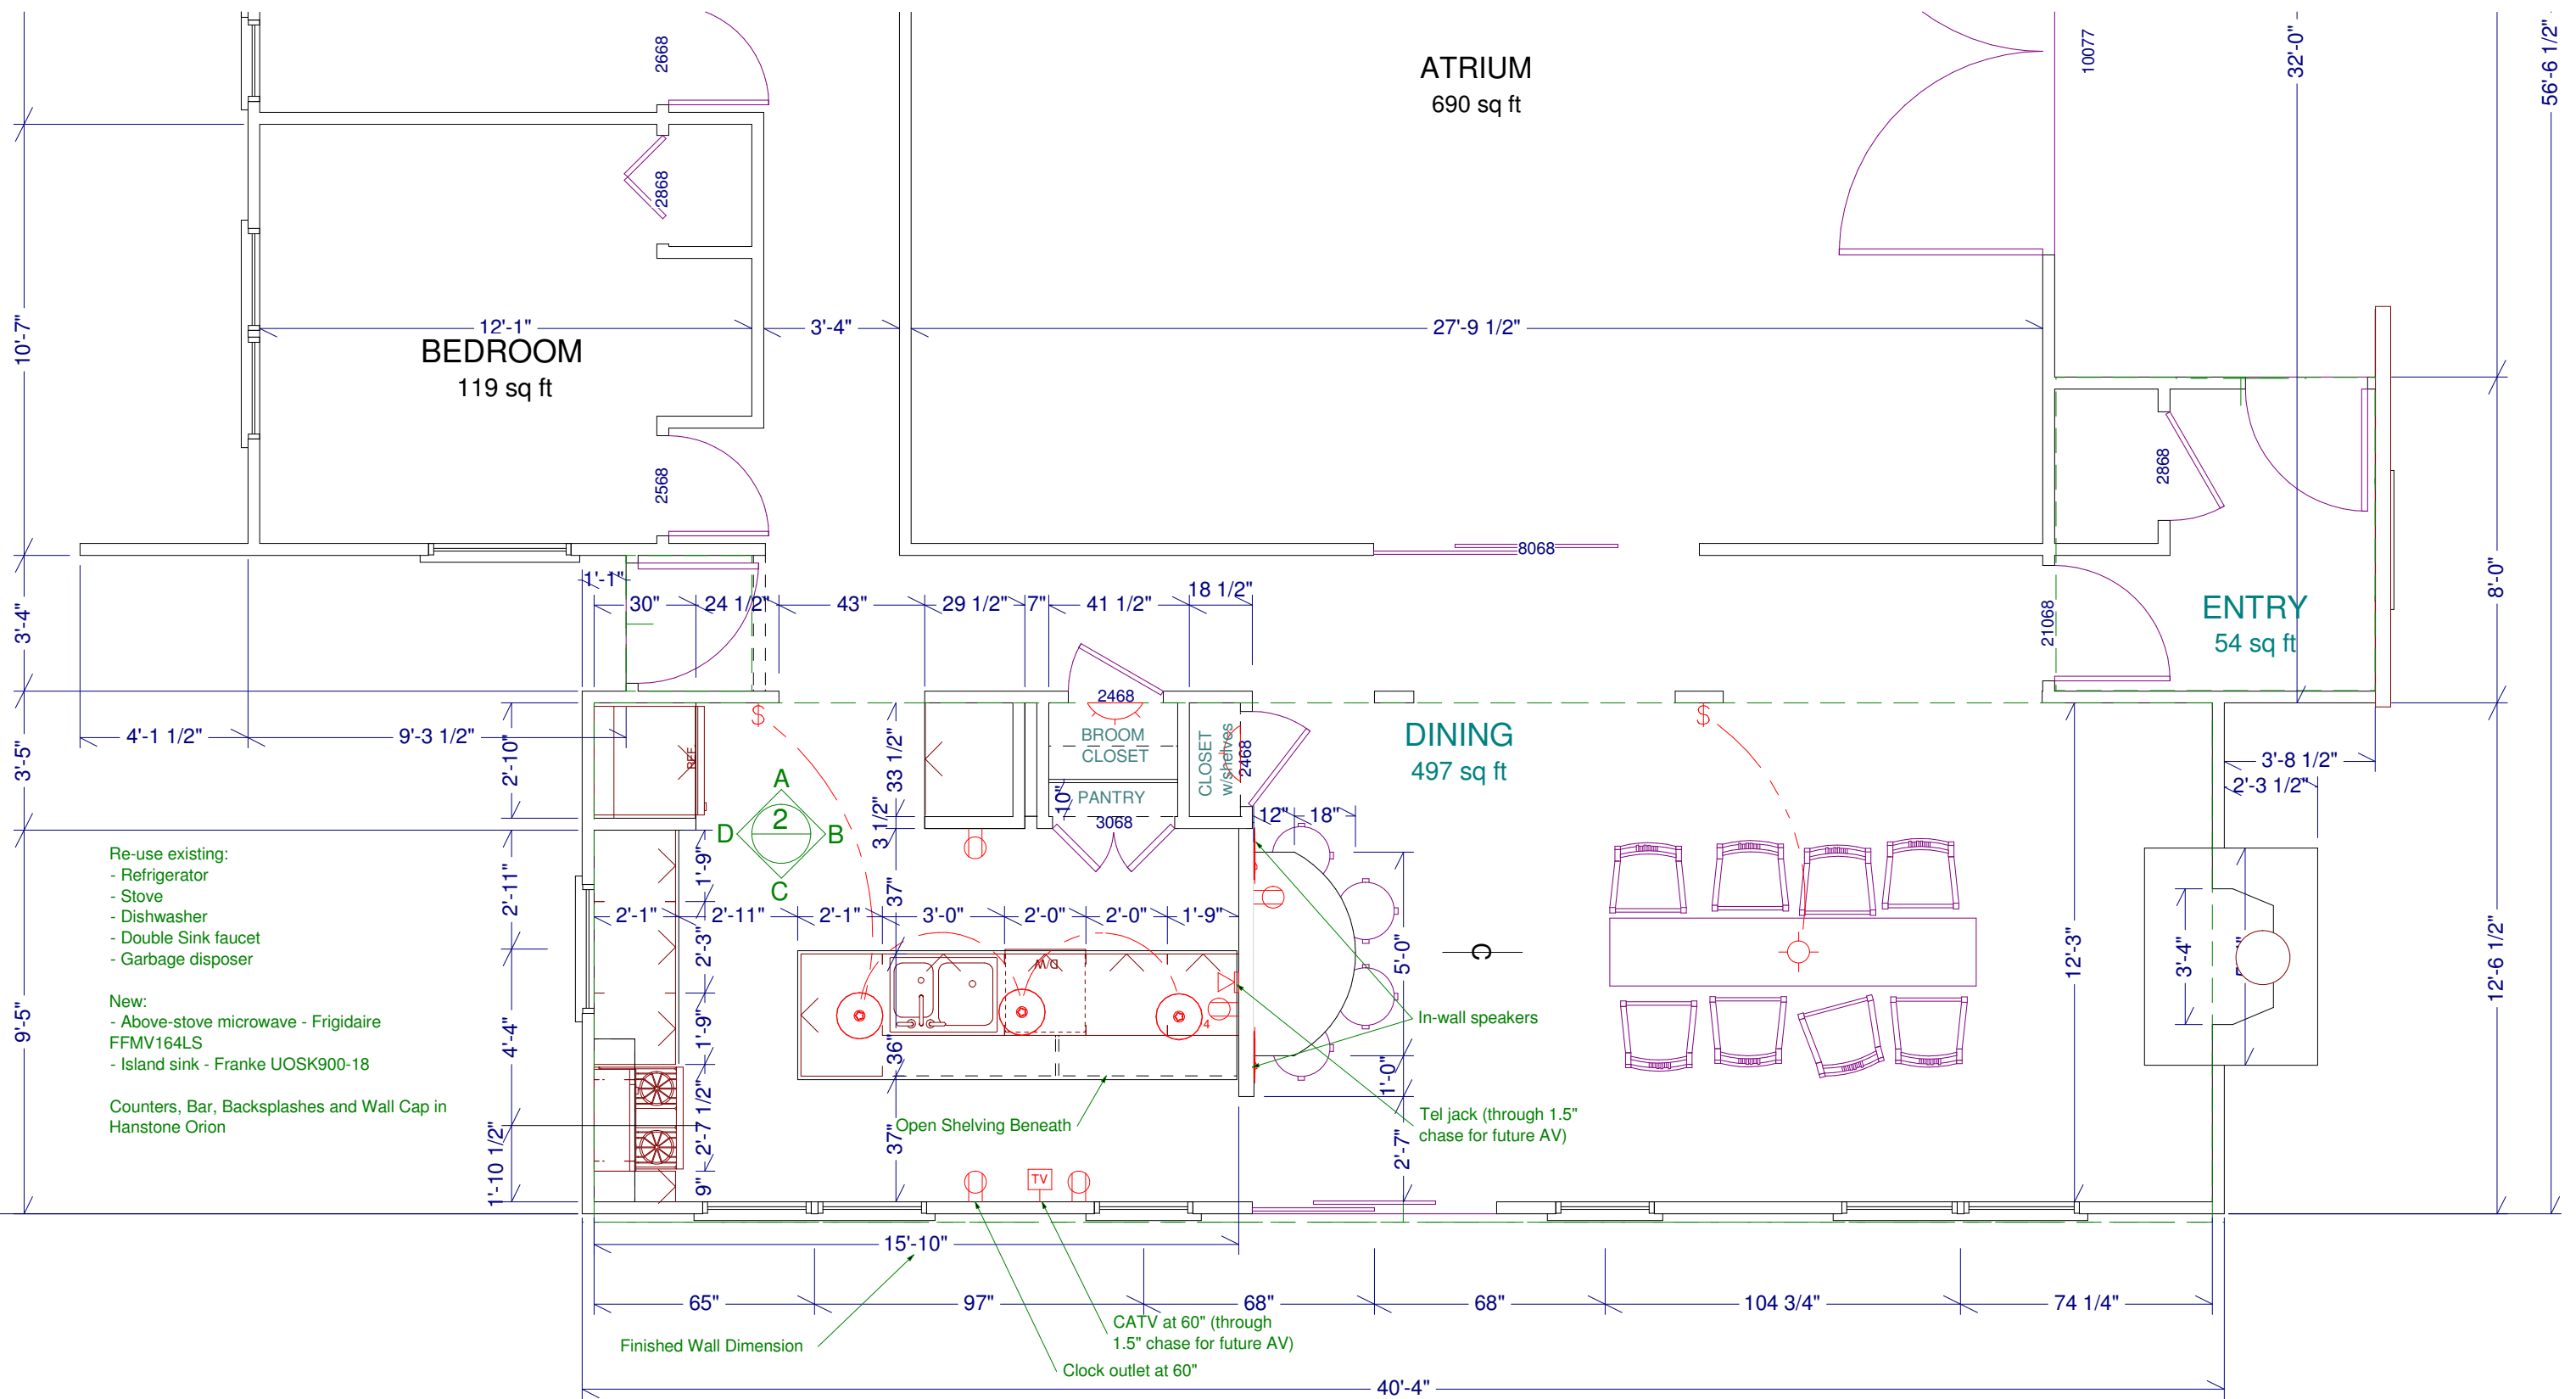 2668
ATRIUM
690 sq ft
10077
32'-0"
56'-6 1/2"
2868
10'-7"
12'-1"
3'-4"
27'-9 1/2"
BEDROOM
119 sq ft
2568
2868
8068
1'-1"
30"
24 1/2"
43"
29 1/2"
7"
41 1/2"
18 1/2"
21068
ENTRY
54 sq ft
8'-0"
3'-4"
4'-1 1/2"
9'-3 1/2"
3'-5"
2'-10"
REF.
$
33 1/2"
2468
BROOM
CLOSET
CLOSET
w/shelves
2468
$
DINING
497 sq ft
3'-8 1/2"
2'-3 1/2"
PANTRY
10"
3068
12"
18"
A
2
D
B
C
3 1/2"
Re-use existing:
- Refrigerator
- Stove
- Dishwasher
- Double Sink faucet
- Garbage disposer
New:
- Above-stove microwave - Frigidaire
FFMV164LS
- Island sink - Franke UOSK900-18
Counters, Bar, Backsplashes and Wall Cap in
Hanstone Orion
9'-5"
2'-11"
4'-4"
1'-10 1/2"
1'-9"
2'-3"
1'-9"
2'-7 1/2"
9"
37"
2'-1"
2'-11"
2'-1"
3'-0"
2'-0"
2'-0"
1'-9"
D/W
36"
4
37"
5'-0"
C
12'-3"
3'-4"
12'-6 1/2"
In-wall speakers
1'-0"
2'-7"
Open Shelving Beneath
Tel jack (through 1.5"
chase for future AV)
TV
15'-10"
65"
97"
68"
68"
104 3/4"
74 1/4"
Finished Wall Dimension
CATV at 60" (through
1.5" chase for future AV)
Clock outlet at 60"
40'-4"